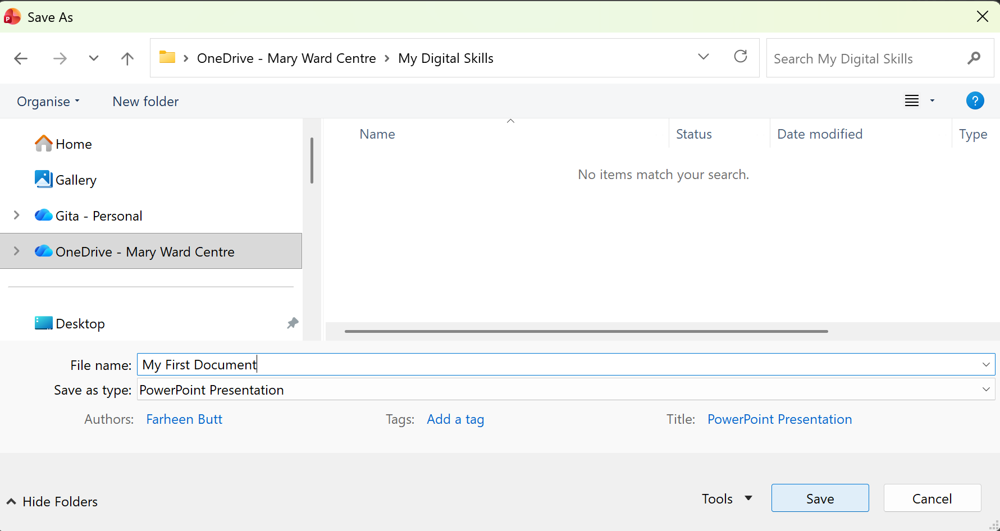 Save As
OneDrive - Mary Ward Centre > My Digital Skills
Search My Digital Skills
Organise
New folder
?
Home
Gallery
Gita - Personal
OneDrive - Mary Ward Centre
Desktop
Name
Status
Date modified
Type
No items match your search.
File name: My First Document
Save as type: PowerPoint Presentation
Authors: Farheen Butt
Tags: Add a tag
Title: PowerPoint Presentation
Hide Folders
Tools
Save
Cancel